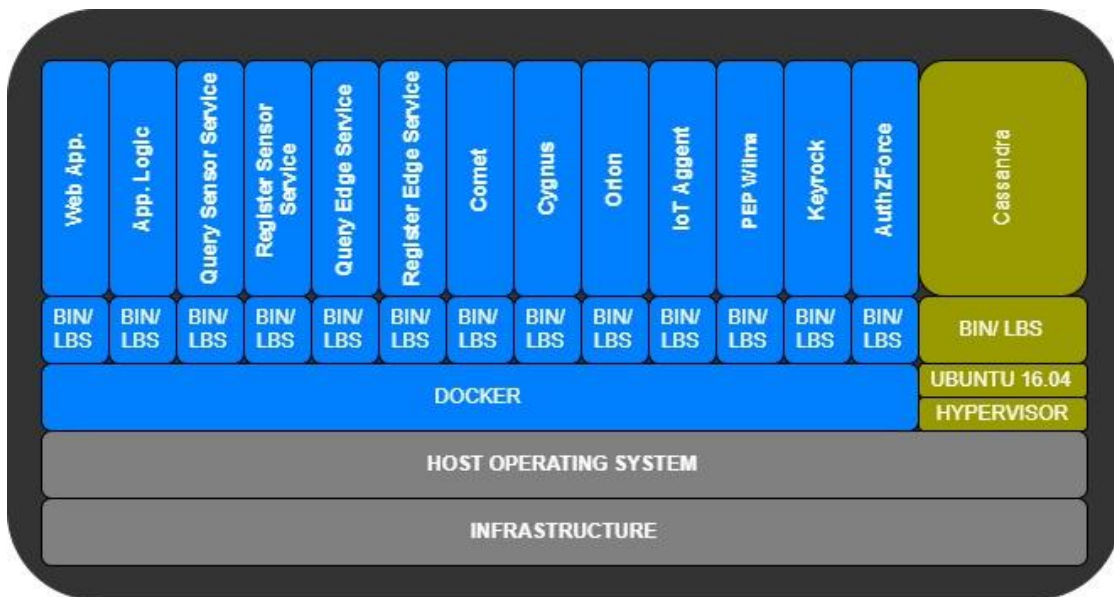 Web App.
App. Logic
Query Sensor Service
Register Sensor
Service
Query Edge Service
Register Edge Service
Comet
Cygnus
Orion
IoT Aggent
PEP Wilma
Keyrock
AuthZForce
Cassandra
BIN/
LBS
BIN/
LBS
BIN/
LBS
BIN/
LBS
BIN/
LBS
BIN/
LBS
BIN/
LBS
BIN/
LBS
BIN/
LBS
BIN/
LBS
BIN/
LBS
BIN/
LBS
BIN/
LBS
BIN/ LBS
DOCKER
UBUNTU 16.04
HYPERVISOR
HOST OPERATING SYSTEM
INFRASTRUCTURE